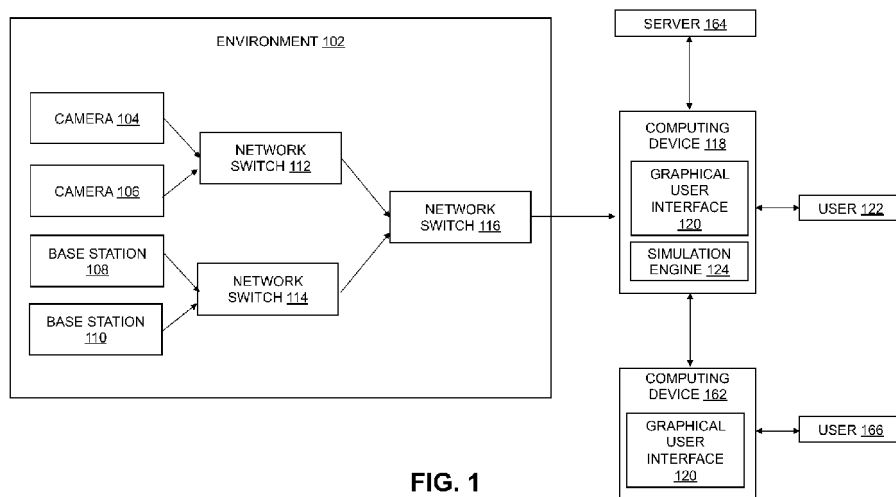 ENVIRONMENT 102
CAMERA 104
CAMERA 106
BASE STATION
108
BASE STATION
110
NETWORK
SWITCH 112
NETWORK
SWITCH 114
NETWORK
SWITCH 116
SERVER 164
COMPUTING
DEVICE 118
GRAPHICAL
USER
INTERFACE
120
SIMULATION
ENGINE 124
USER 122
COMPUTING
DEVICE 162
GRAPHICAL
USER
INTERFACE
120
USER 166
FIG. 1